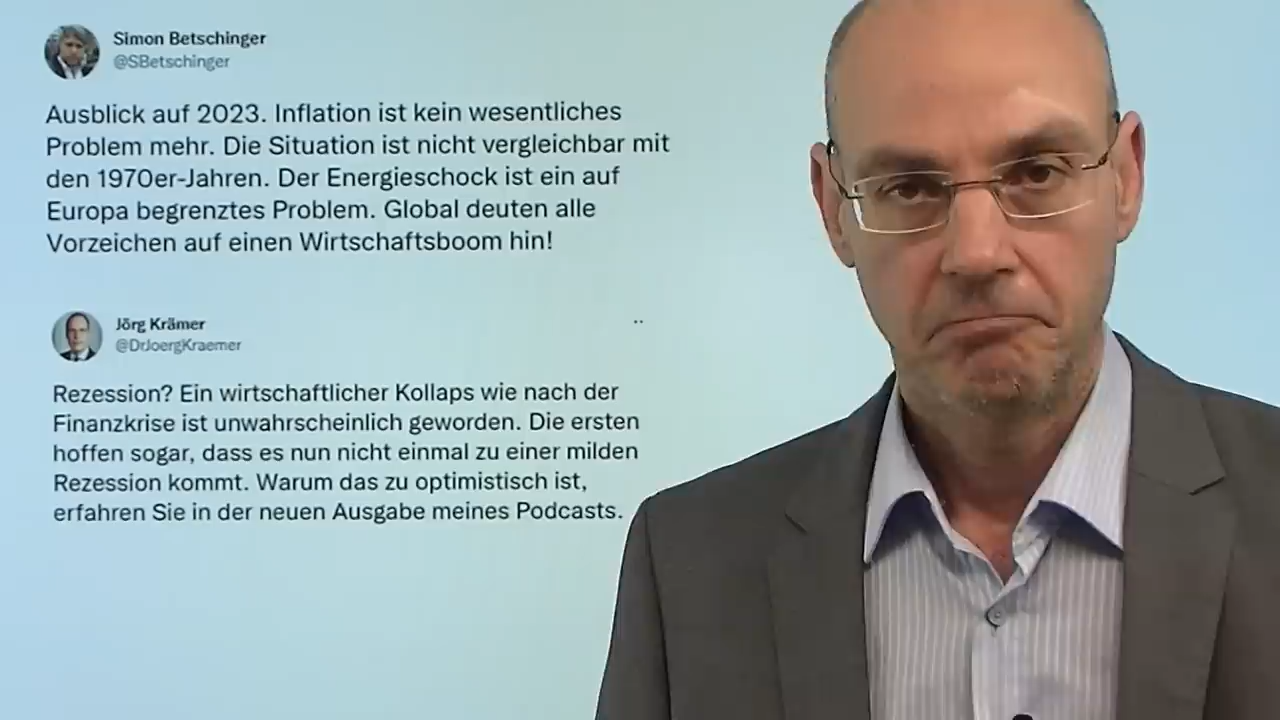 Simon Betschinger
@SBetschinger
Ausblick auf 2023. Inflation ist kein wesentliches
Problem mehr. Die Situation ist nicht vergleichbar mit
den 1970er-Jahren. Der Energieschock ist ein auf
Europa begrenztes Problem. Global deuten alle
Vorzeichen auf einen Wirtschaftsboom hin!
Jörg Krämer
@DrJoergKraemer
Rezession? Ein wirtschaftlicher Kollaps wie nach der
Finanzkrise ist unwahrscheinlich geworden. Die ersten
hoffen sogar, dass es nun nicht einmal zu einer milden
Rezession kommt. Warum das zu optimistisch ist,
erfahren Sie in der neuen Ausgabe meines Podcasts.